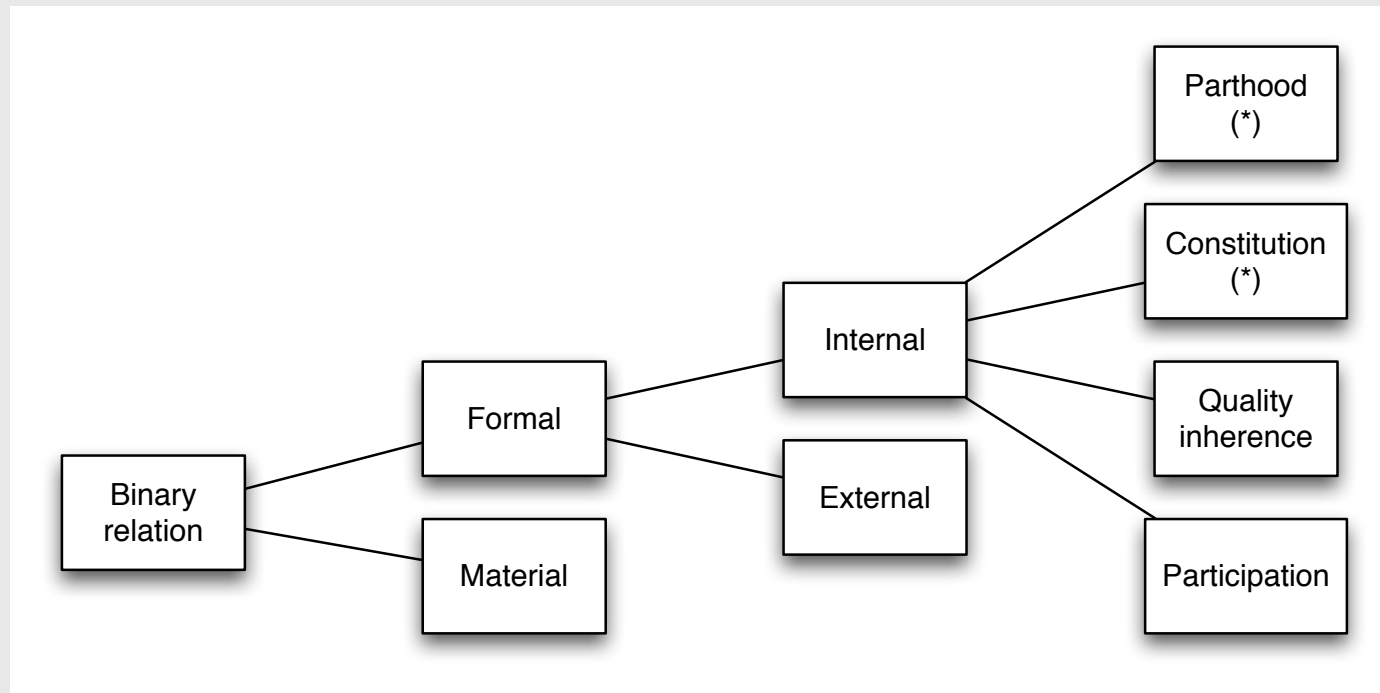 Binary
relation
Formal
Material
Internal
External
Parthood
(*)
Constitution
(*)
Quality
inherence
Participation